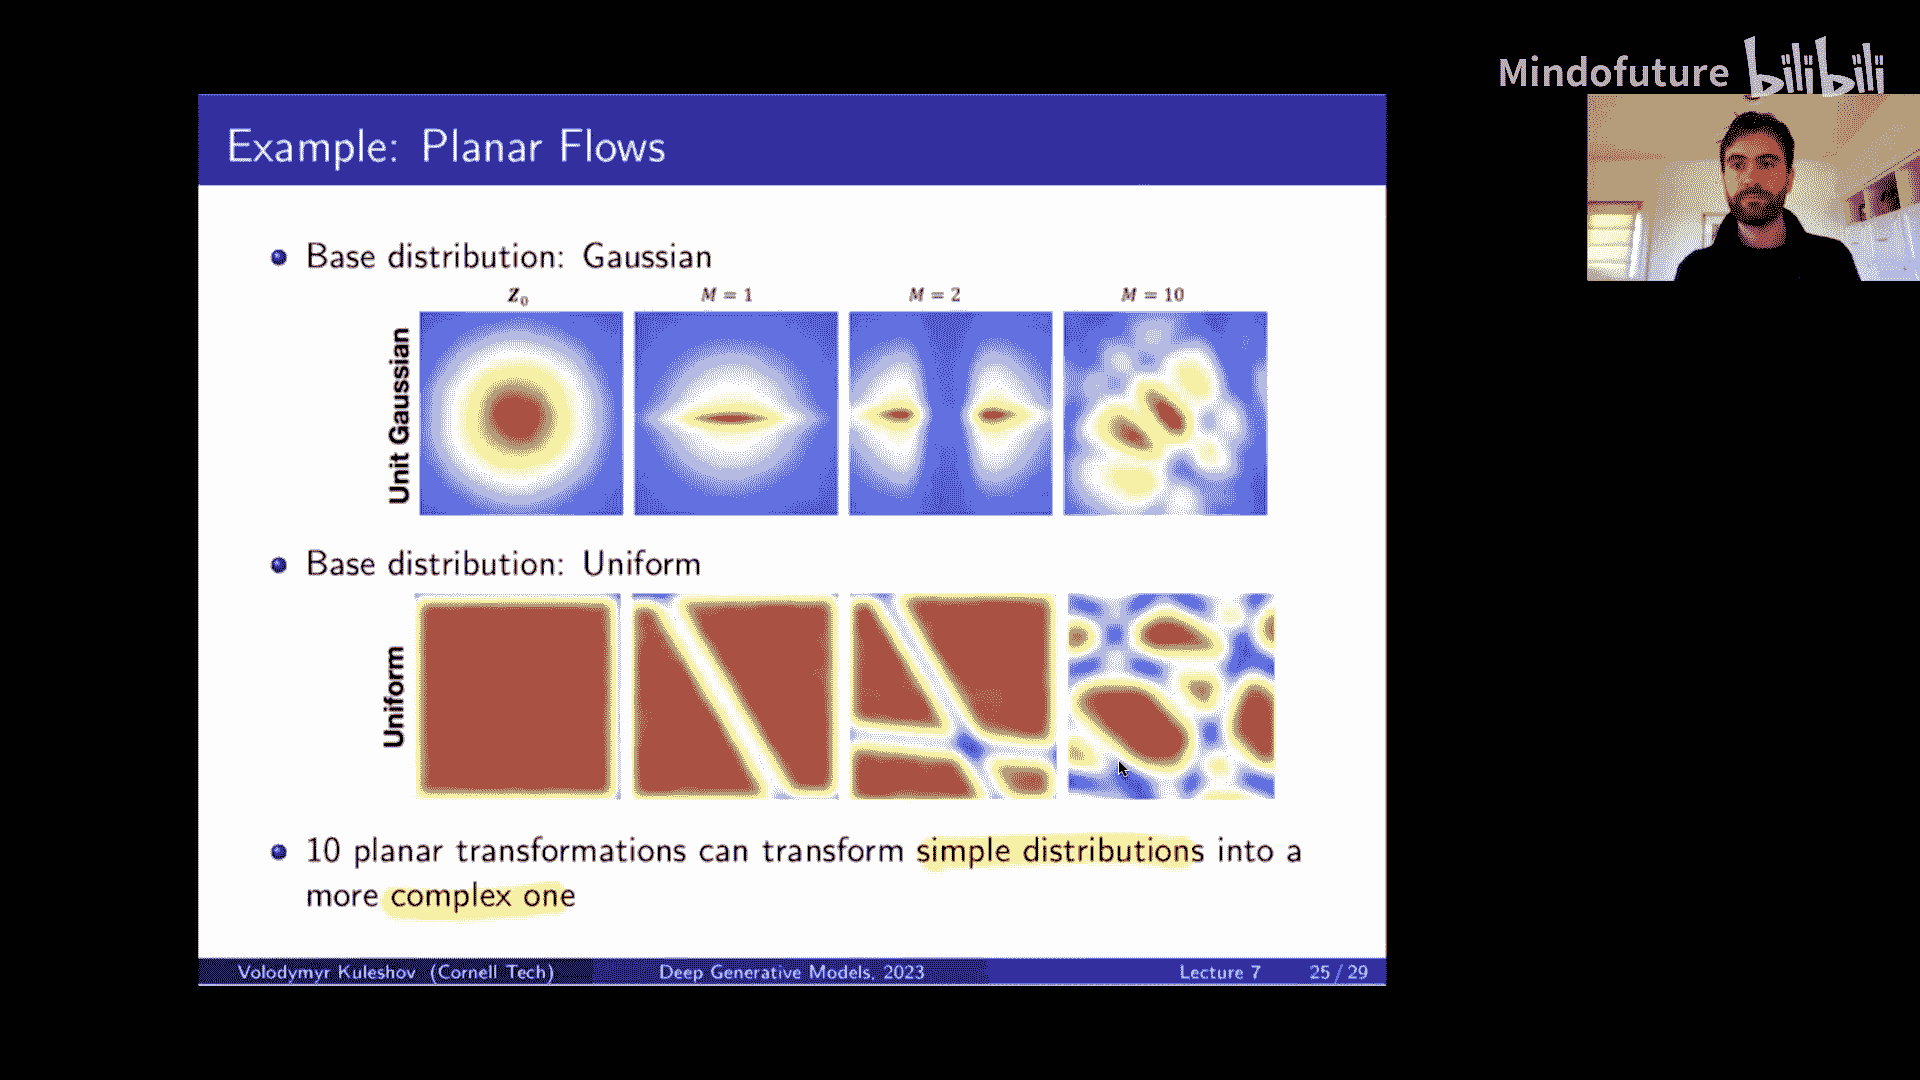 Mindofuture bilibili
Example: Planar Flows
Base distribution: Gaussian
Z0 M = 1 M = 2 M = 10
Unit Gaussian
Base distribution: Uniform
Uniform
10 planar transformations can transform simple distributions into a
more complex one
Volodymyr Kuleshov (Cornell Tech) Deep Generative Models, 2023 Lecture 7 25 / 29